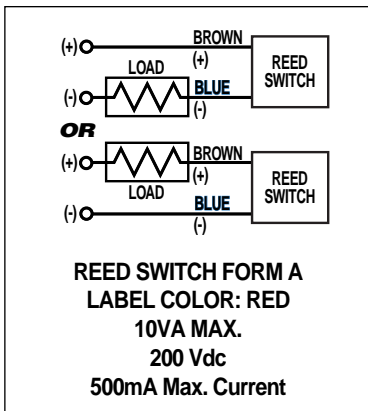 (+) BROWN
LOAD (+) REED
SWITCH
(-) BLUE
(-)
OR
(+) BROWN
LOAD (+) REED
SWITCH
BLUE
(-) (-)
REED SWITCH FORM A
LABEL COLOR: RED
10VA MAX.
200 Vdc
500mA Max. Current